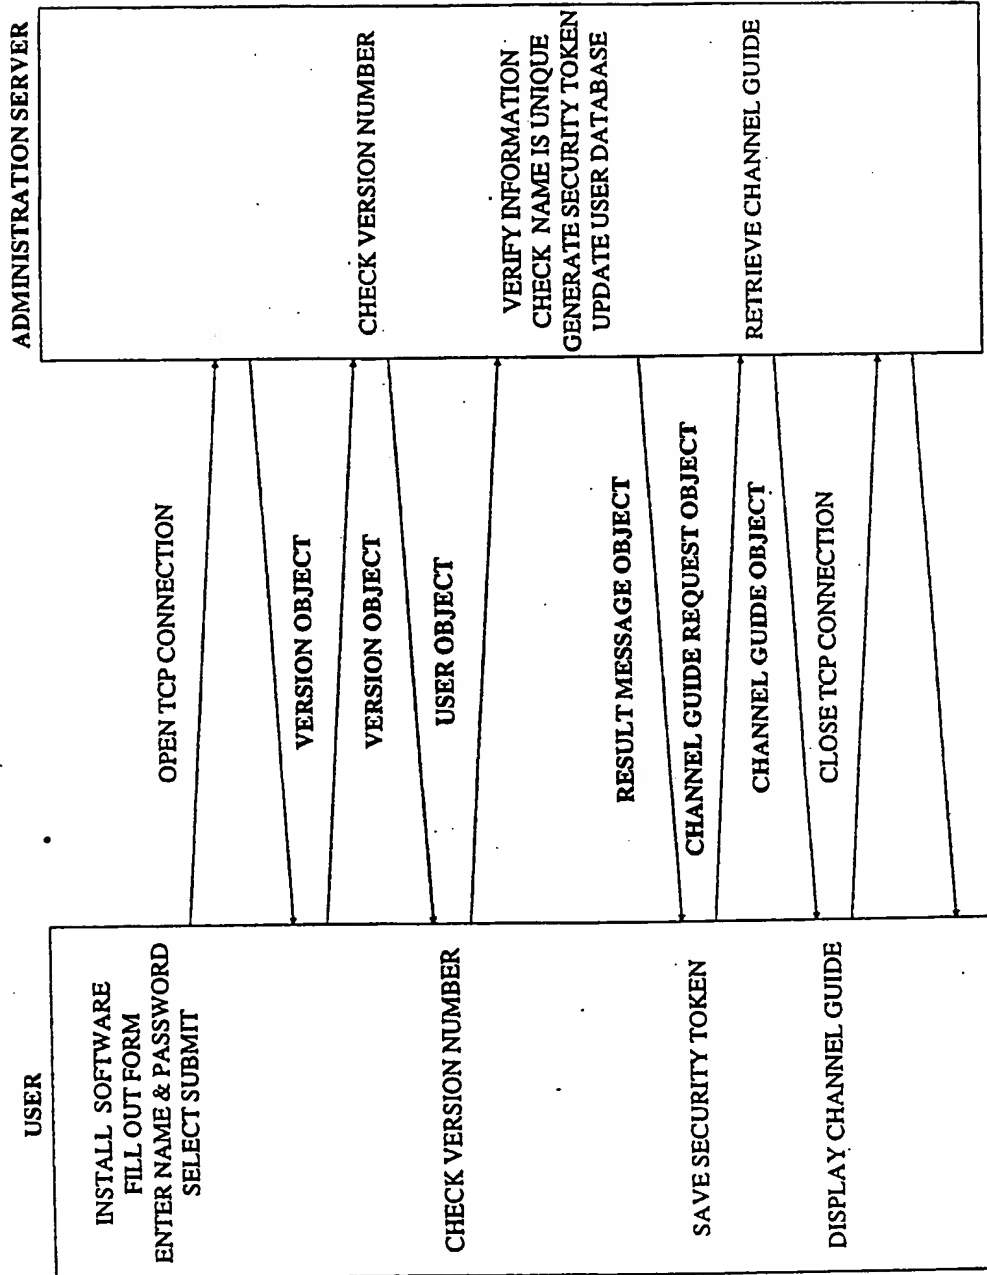 USER
INSTALL SOFTWARE
FILL OUT FORM
ENTER NAME & PASSWORD
SELECT SUBMIT
CHECK VERSION NUMBER
SAVE SECURITY TOKEN
DISPLAY CHANNEL GUIDE
OPEN TCP CONNECTION
VERSION OBJECT
VERSION OBJECT
USER OBJECT
RESULT MESSAGE OBJECT
CHANNEL GUIDE REQUEST OBJECT
CHANNEL GUIDE OBJECT
CLOSE TCP CONNECTION
ADMINISTRATION SERVER
CHECK VERSION NUMBER
VERIFY INFORMATION
CHECK NAME IS UNIQUE
GENERATE SECURITY TOKEN
UPDATE USER DATABASE
RETRIEVE CHANNEL GUIDE